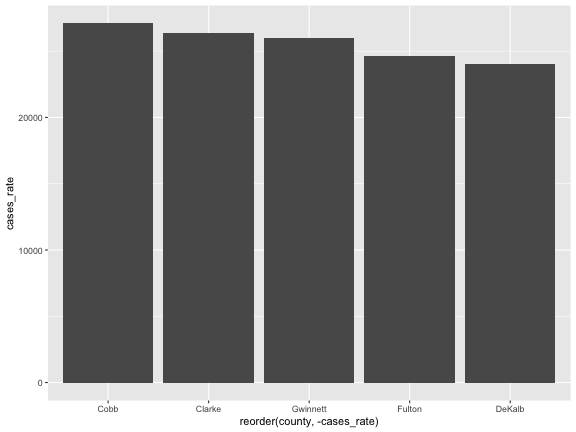 cases_rate
20000
10000
0
Cobb Clarke Gwinnett Fulton DeKalb
reorder(county, -cases_rate)